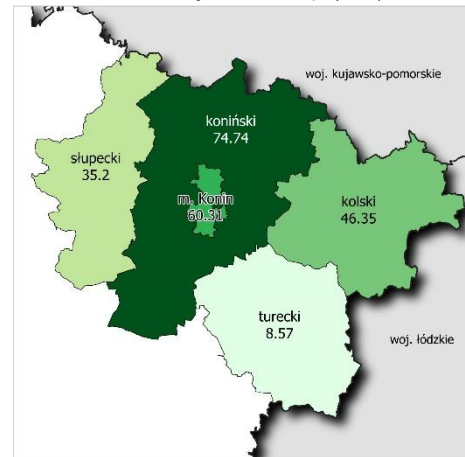 woj. kujawsko-pomorskie
koniński
74.74
słupecki
35.2
m. Konin
60.31
kolski
46.35
turecki
8.57
woj. łódzkie